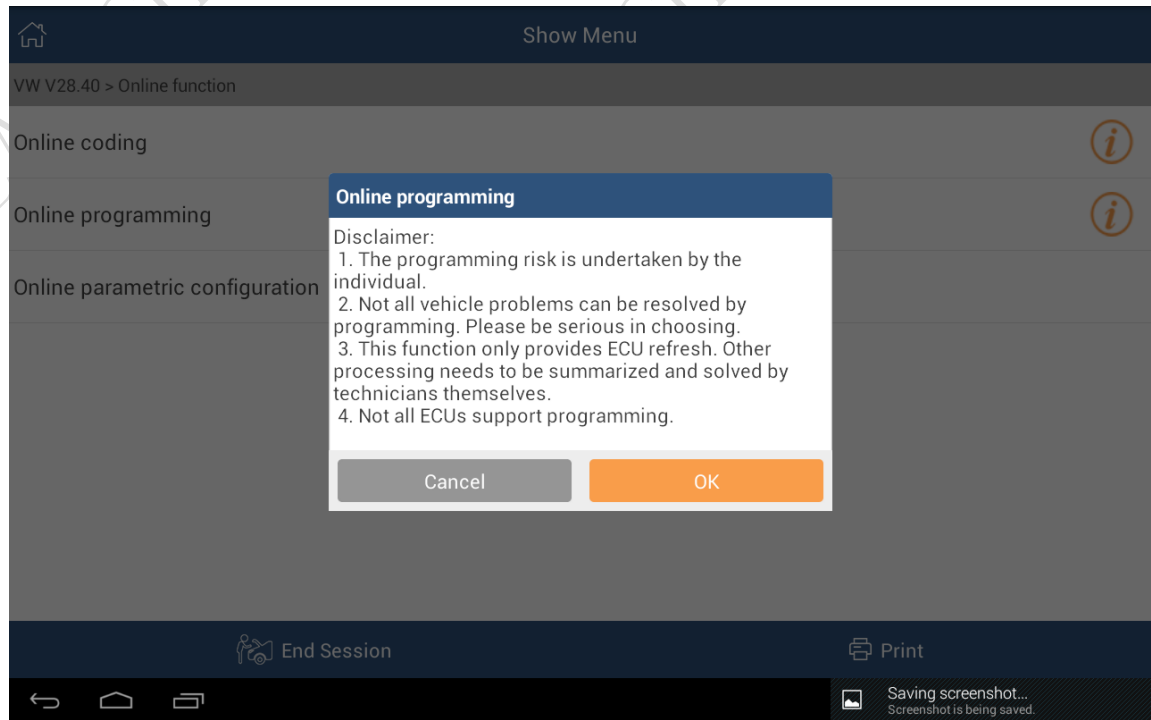 Show Menu
VW V28.40 > Online function
Online coding
Online programming
Online parametric configuration
Online programming
Disclaimer:
1. The programming risk is undertaken by the
individual.
2. Not all vehicle problems can be resolved by
programming. Please be serious in choosing.
3. This function only provides ECU refresh. Other
processing needs to be summarized and solved by
technicians themselves.
4. Not all ECUs support programming.
Cancel
OK
End Session
Print
Saving screenshot...
Screenshot is being saved.